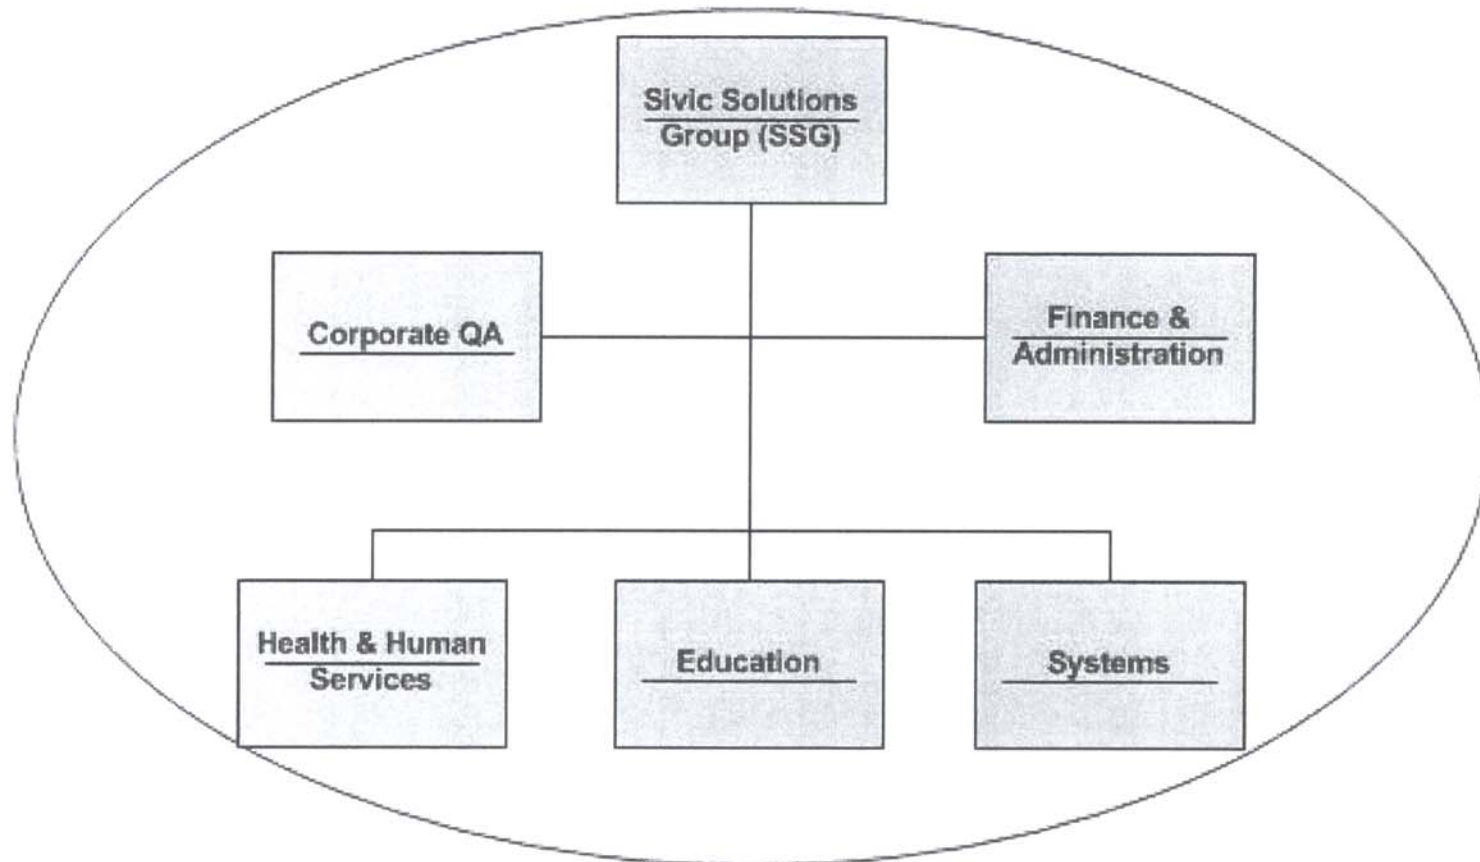 Sivic Solutions
Group (SSG)
Corporate QA
Finance &
Administration
Health & Human
Services
Education
Systems